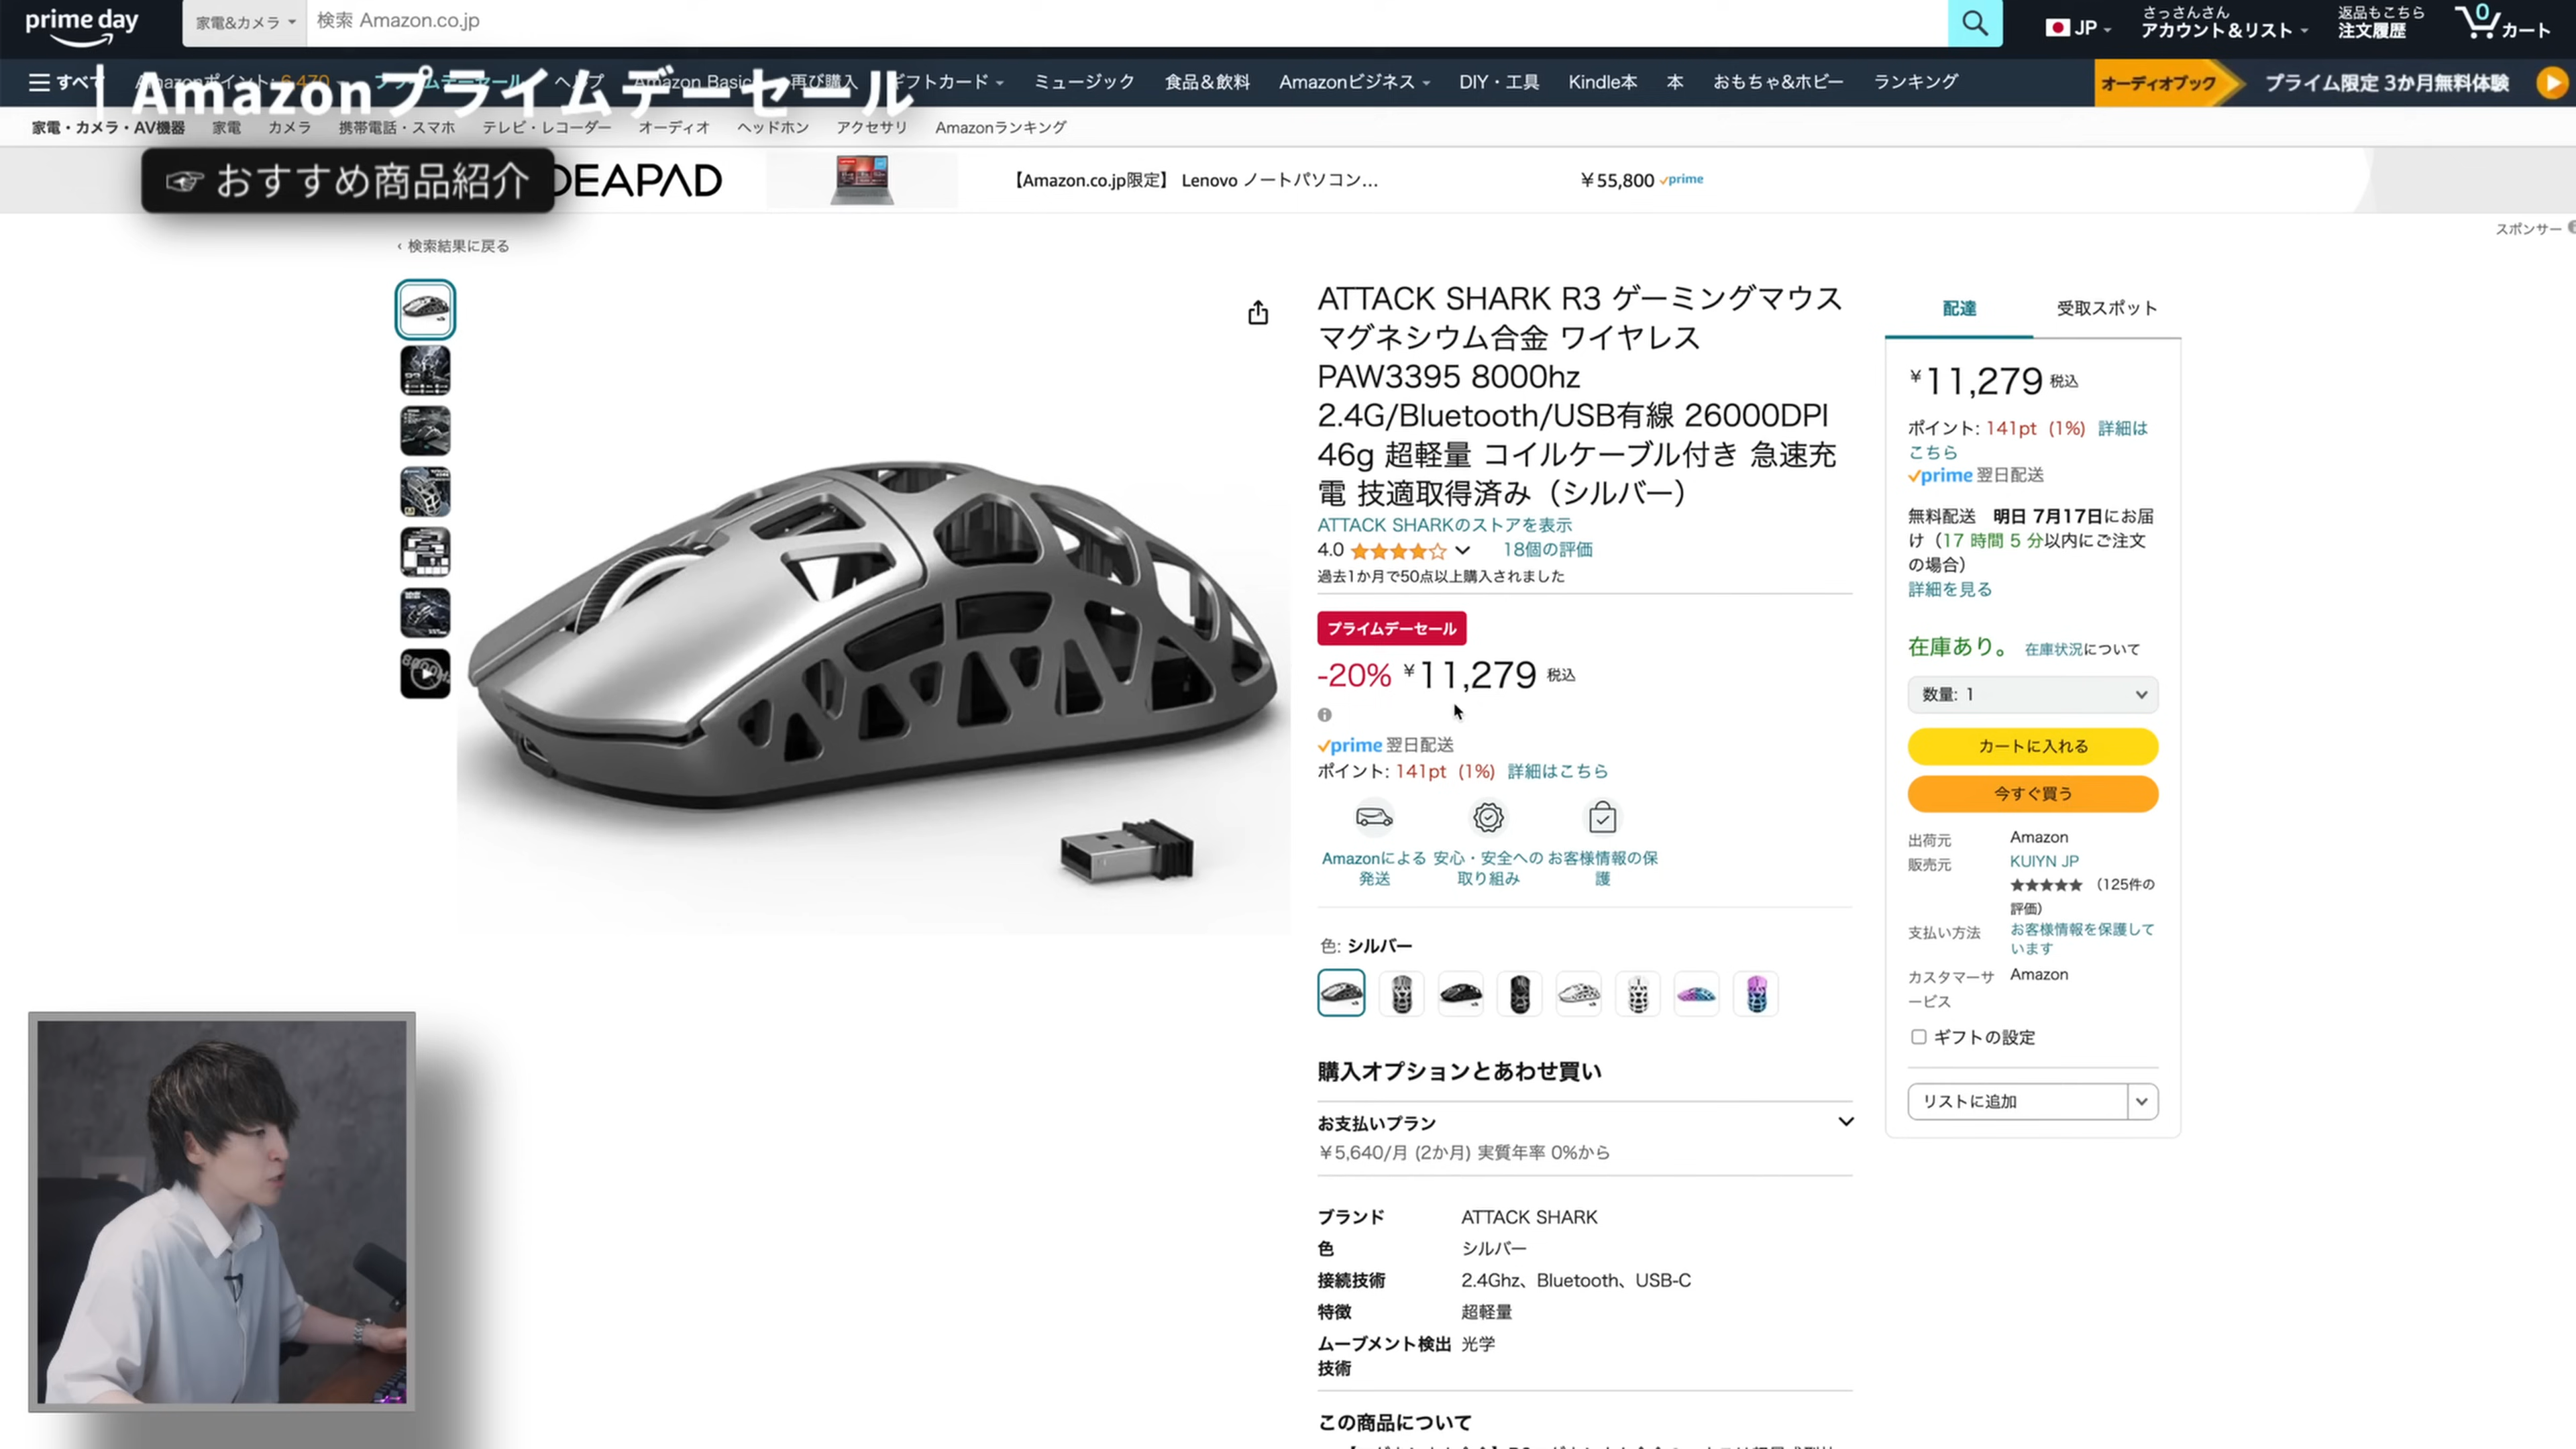 prime day
家電&カメラ
検索 Amazon.co.jp
JP
さっさんさん
アカウント&リスト
返品もこちら
注文履歴
0
カート
すべて
Amazonポイント: 6,470
プライムデーセール
ヘルプ
Amazon Basic
再び購入
ギフトカード
ミュージック
食品&飲料
Amazonビジネス
DIY・工具
Kindle本
本
おもちゃ&ホビー
ランキング
オーディオブック
プライム限定 3か月無料体験
Amazonプライムデーセール
家電・カメラ・AV機器
家電
カメラ
携帯電話・スマホ
テレビ・レコーダー
オーディオ
ヘッドホン
アクセサリ
Amazonランキング
☞ おすすめ商品紹介
DEAPAD
【Amazon.co.jp限定】 Lenovo ノートパソコン...
￥55,800 prime
スポンサー
‹ 検索結果に戻る
ATTACK SHARK R3 ゲーミングマウス
マグネシウム合金 ワイヤレス
PAW3395 8000hz
2.4G/Bluetooth/USB有線 26000DPI
46g 超軽量 コイルケーブル付き 急速充
電 技適取得済み（シルバー）
ATTACK SHARKのストアを表示
4.0 18個の評価
過去1か月で50点以上購入されました
プライムデーセール
-20% ￥11,279 税込
prime 翌日配送
ポイント: 141pt (1%) 詳細はこちら
Amazonによる
発送
安心・安全への
取り組み
お客様情報の保
護
色: シルバー
購入オプションとあわせ買い
お支払いプラン
￥5,640/月 (2か月) 実質年率 0%から
ブランド ATTACK SHARK
色 シルバー
接続技術 2.4Ghz、Bluetooth、USB-C
特徴 超軽量
ムーブメント検出 光学
技術
この商品について
配達
受取スポット
￥11,279 税込
ポイント: 141pt (1%) 詳細は
こちら
prime 翌日配送
無料配送 明日 7月17日にお届
け（17 時間 5 分以内にご注文
の場合）
詳細を見る
在庫あり。 在庫状況について
数量: 1
カートに入れる
今すぐ買う
出荷元 Amazon
販売元 KUIYN JP
★★★★★ （125件の
評価）
支払い方法 お客様情報を保護して
います
カスタマーサ Amazon
ービス
ギフトの設定
リストに追加